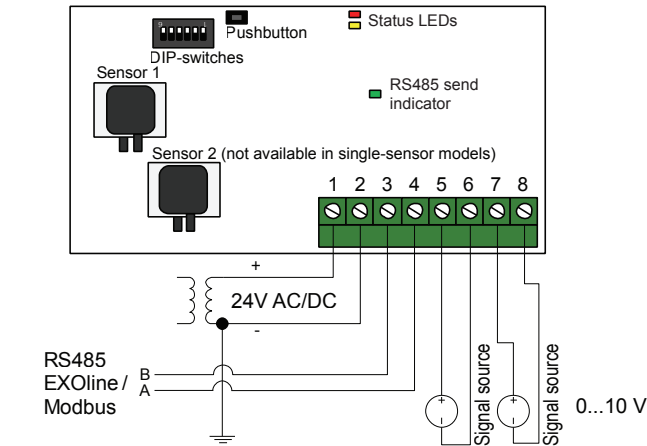 Status LEDs
Pushbutton
6 1
DIP-switches
Sensor 1
RS485 send
indicator
Sensor 2 (not available in single-sensor models)
1 2 3 4 5 6 7 8
+
24V AC/DC
-
RS485
EXOline /
Modbus
B
A
+
-
Signal source
+
-
Signal source
0...10 V